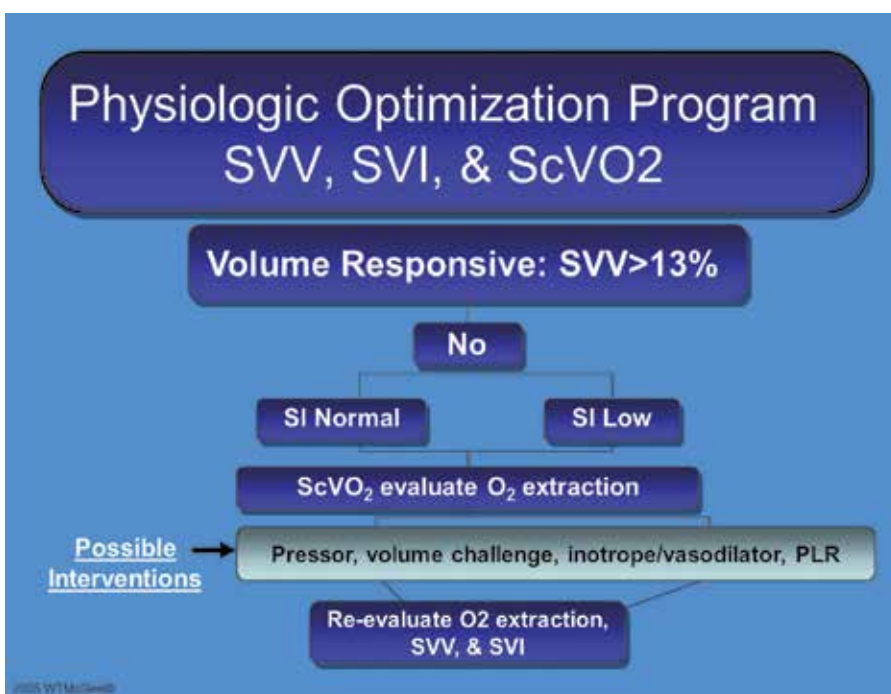 Physiologic Optimization Program
SVV, SVI, & ScVO2
Volume Responsive: SVV>13%
No
SI Normal
SI Low
ScVO₂ evaluate O₂ extraction
Possible
Interventions
Pressor, volume challenge, inotrope/vasodilator, PLR
Re-evaluate O2 extraction,
SVV, & SVI